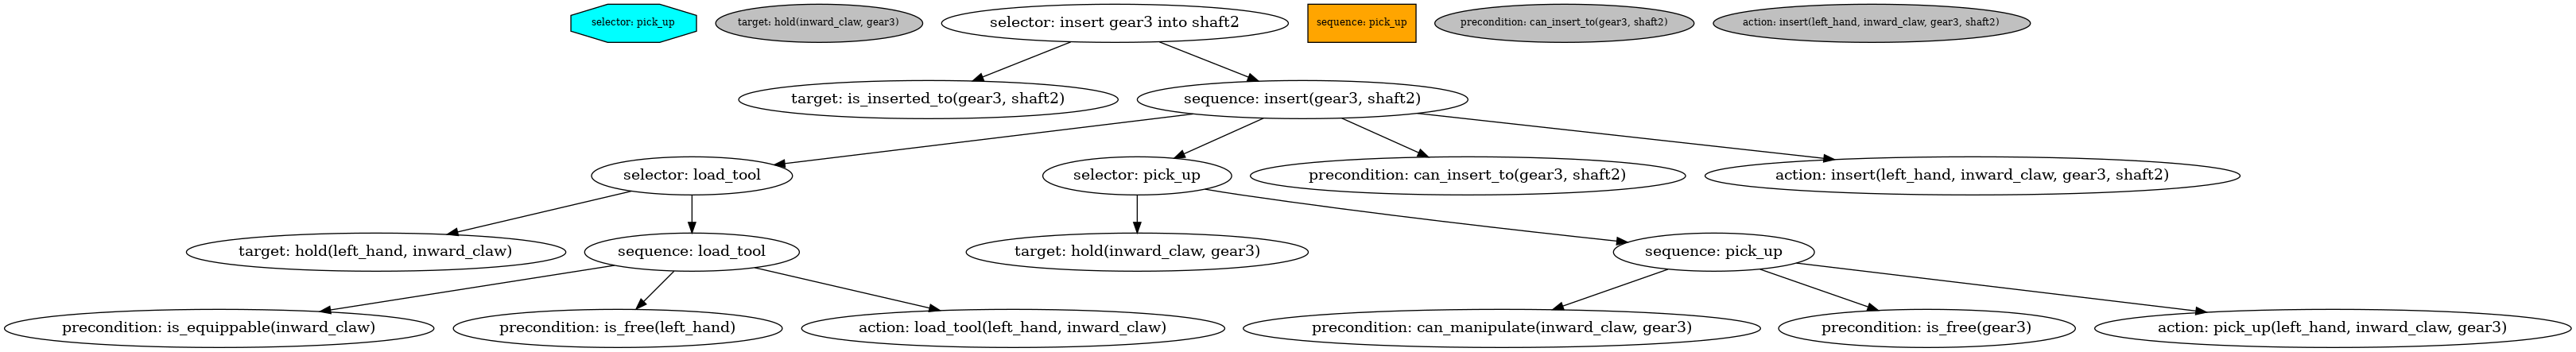 selector: pick_up
target: hold(inward_claw, gear3)
selector: insert gear3 into shaft2
sequence: pick_up
precondition: can_insert_to(gear3, shaft2)
action: insert(left_hand, inward_claw, gear3, shaft2)
target: is_inserted_to(gear3, shaft2)
sequence: insert(gear3, shaft2)
selector: load_tool
selector: pick_up
precondition: can_insert_to(gear3, shaft2)
action: insert(left_hand, inward_claw, gear3, shaft2)
target: hold(left_hand, inward_claw)
sequence: load_tool
target: hold(inward_claw, gear3)
sequence: pick_up
precondition: is_equippable(inward_claw)
precondition: is_free(left_hand)
action: load_tool(left_hand, inward_claw)
precondition: can_manipulate(inward_claw, gear3)
precondition: is_free(gear3)
action: pick_up(left_hand, inward_claw, gear3)